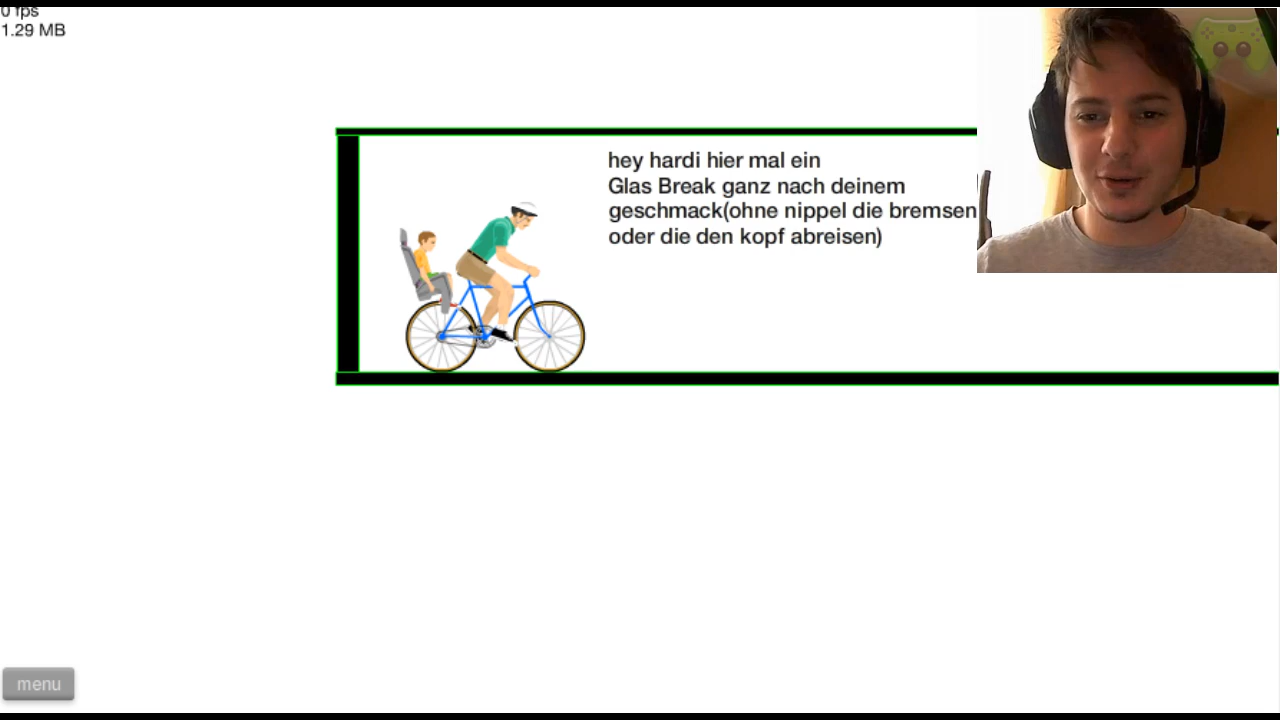 0 fps
1.29 MB
hey hardi hier mal ein
Glas Break ganz nach deinem
geschmack(ohne nippel die bremsen
oder die den kopf abreisen)
menu